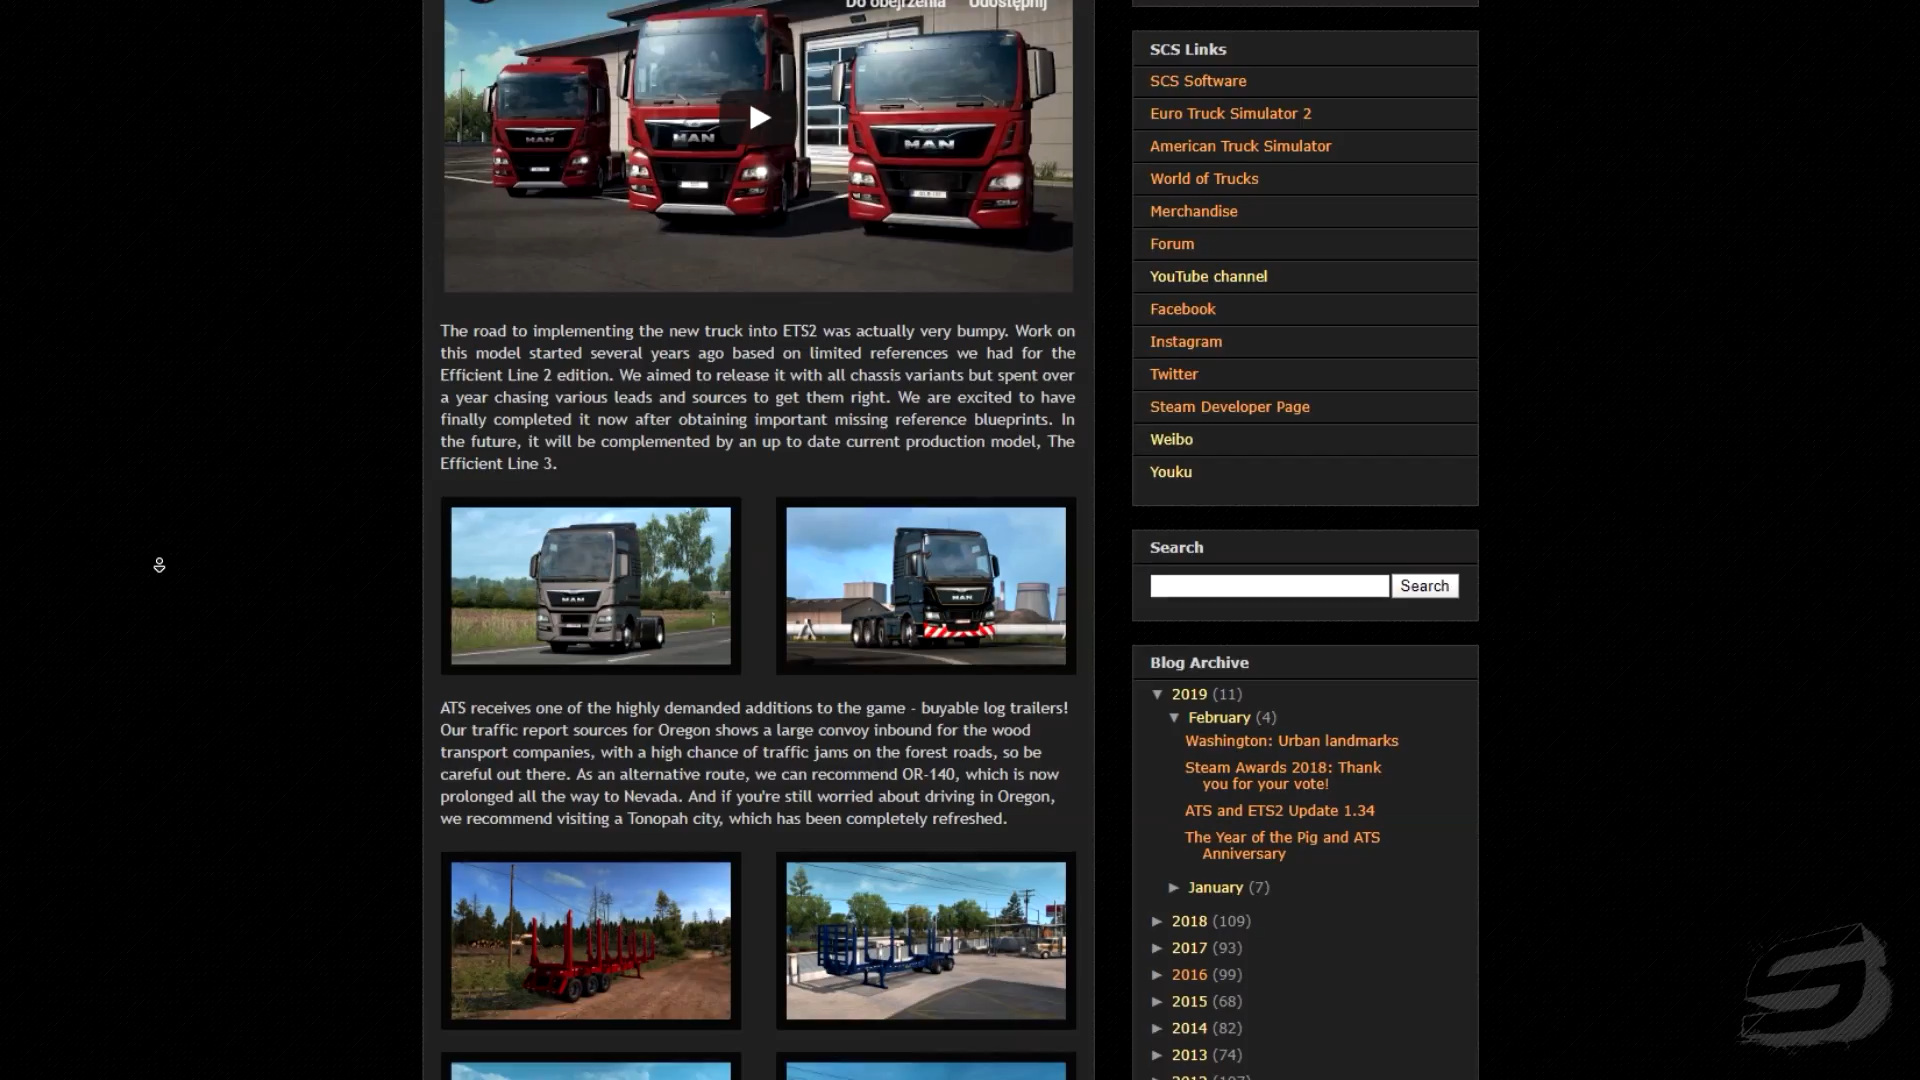 Do obejrzenia Udostępnij
MAN
MAN
MAN
The road to implementing the new truck into ETS2 was actually very bumpy. Work on
this model started several years ago based on limited references we had for the
Efficient Line 2 edition. We aimed to release it with all chassis variants but spent over
a year chasing various leads and sources to get them right. We are excited to have
finally completed it now after obtaining important missing reference blueprints. In
the future, it will be complemented by an up to date current production model, The
Efficient Line 3.
MAN
MAN
ATS receives one of the highly demanded additions to the game - buyable log trailers!
Our traffic report sources for Oregon shows a large convoy inbound for the wood
transport companies, with a high chance of traffic jams on the forest roads, so be
careful out there. As an alternative route, we can recommend OR-140, which is now
prolonged all the way to Nevada. And if you're still worried about driving in Oregon,
we recommend visiting a Tonopah city, which has been completely refreshed.
SCS Links
SCS Software
Euro Truck Simulator 2
American Truck Simulator
World of Trucks
Merchandise
Forum
YouTube channel
Facebook
Instagram
Twitter
Steam Developer Page
Weibo
Youku
Search
Search
Blog Archive
▼ 2019 (11)
▼ February (4)
Washington: Urban landmarks
Steam Awards 2018: Thank
you for your vote!
ATS and ETS2 Update 1.34
The Year of the Pig and ATS
Anniversary
► January (7)
► 2018 (109)
► 2017 (93)
► 2016 (99)
► 2015 (68)
► 2014 (82)
► 2013 (74)